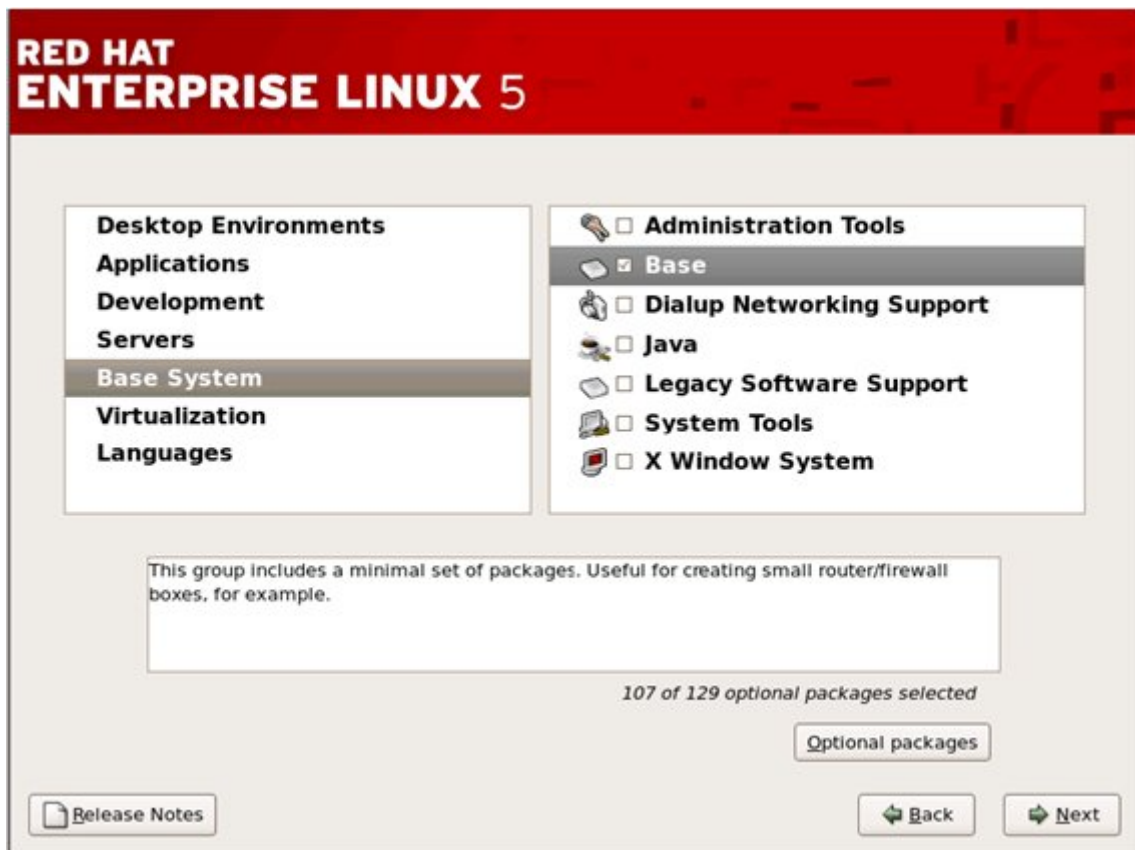 RED HAT
ENTERPRISE LINUX 5
Desktop Environments
Applications
Development
Servers
Base System
Virtualization
Languages
Administration Tools
Base
Dialup Networking Support
Java
Legacy Software Support
System Tools
X Window System
This group includes a minimal set of packages. Useful for creating small router/firewall
boxes, for example.
107 of 129 optional packages selected
Optional packages
Release Notes
Back
Next